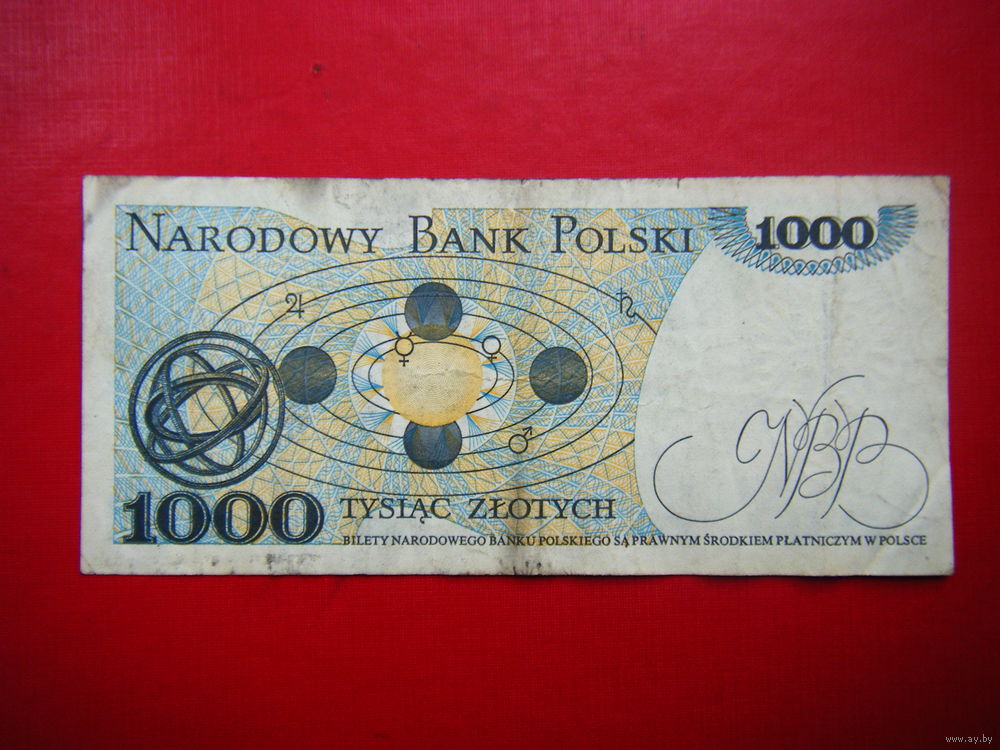 NARODOWY BANK POLSKI
1000
NBP
1000 TYSIĄC ZŁOTYCH
BILETY NARODOWEGO BANKU POLSKIEGO SĄ PRAWNYM ŚRODKIEM PŁATNICZYM W POLSCE
www.ay.by